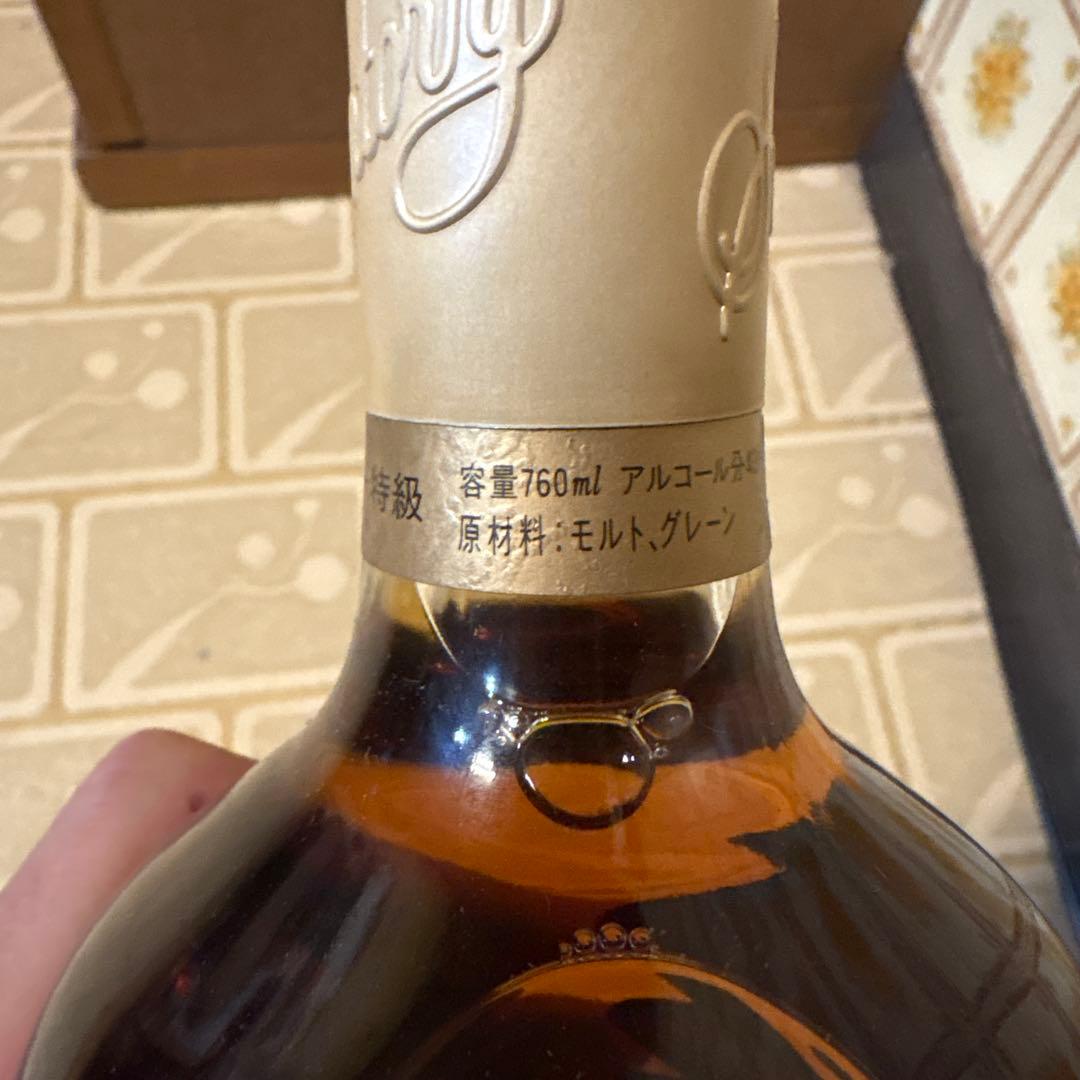 特級
容量760ml アルコール分
原材料:モルト、グレーン